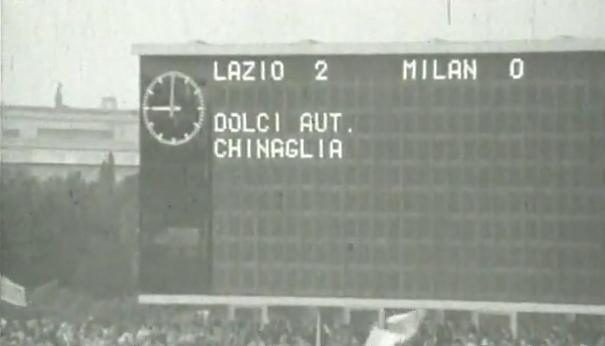 LAZIO 2 MILAN 0
DOLCI AUT.
CHINAGLIA